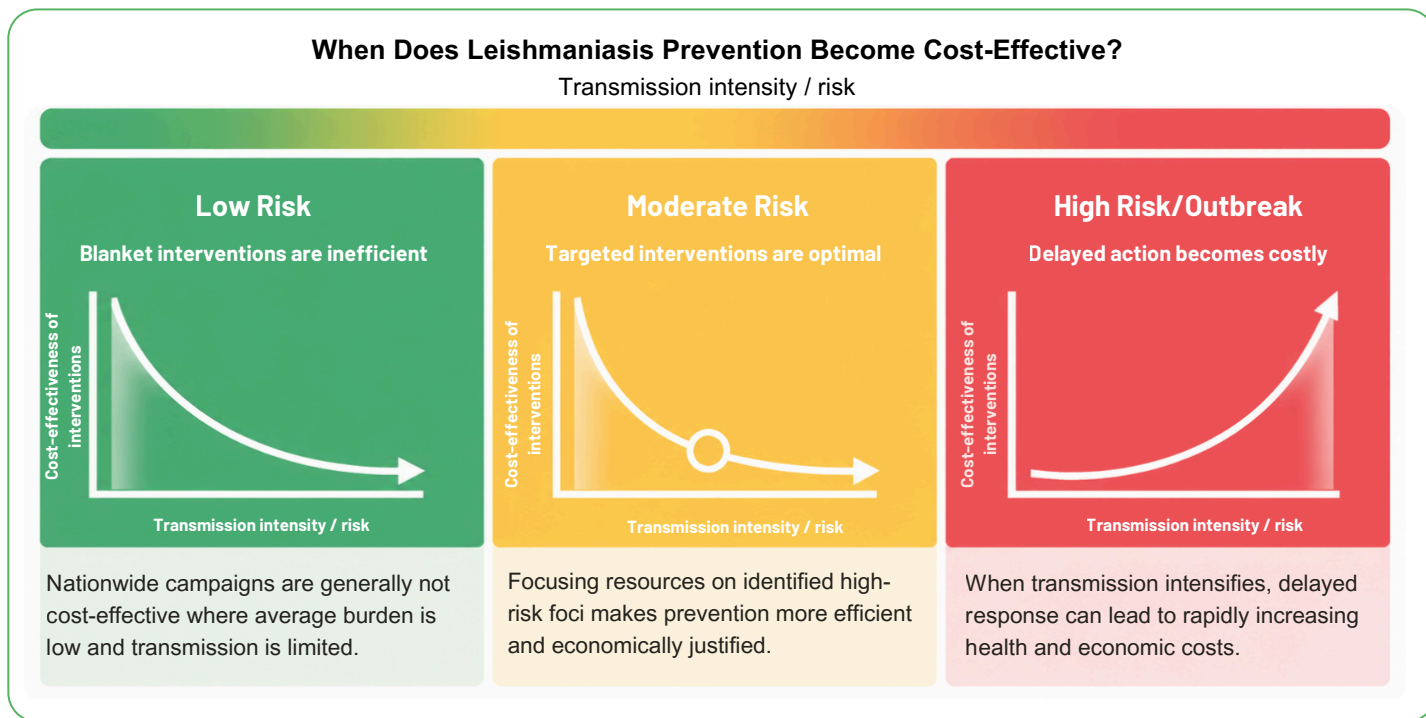 When Does Leishmaniasis Prevention Become Cost-Effective?
Transmission intensity / risk
Low Risk
Blanket interventions are inefficient
Cost-effectiveness of
interventions
Transmission intensity / risk
Nationwide campaigns are generally not
cost-effective where average burden is
low and transmission is limited.
Moderate Risk
Targeted interventions are optimal
Cost-effectiveness of
interventions
Transmission intensity / risk
Focusing resources on identified high-
risk foci makes prevention more efficient
and economically justified.
High Risk/Outbreak
Delayed action becomes costly
Cost-effectiveness of
interventions
Transmission intensity / risk
When transmission intensifies, delayed
response can lead to rapidly increasing
health and economic costs.